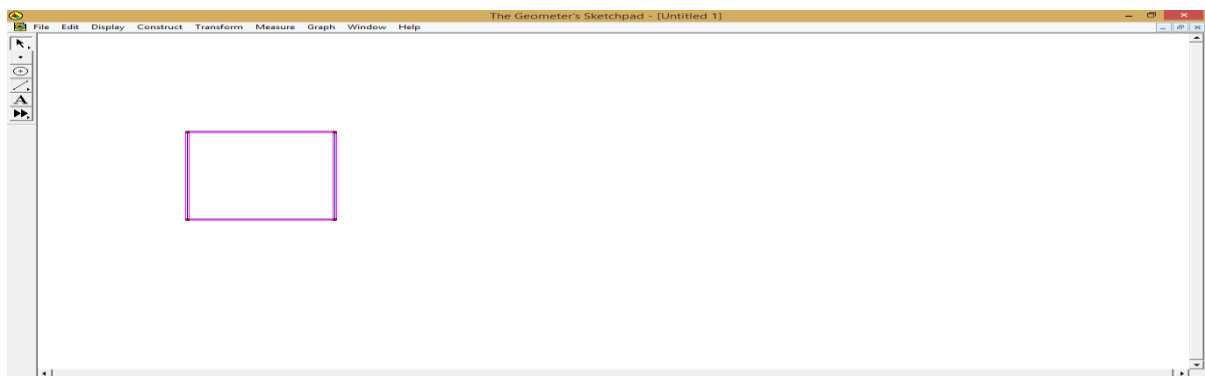 The Geometer's Sketchpad - [Untitled 1]
File Edit Display Construct Transform Measure Graph Window Help
A